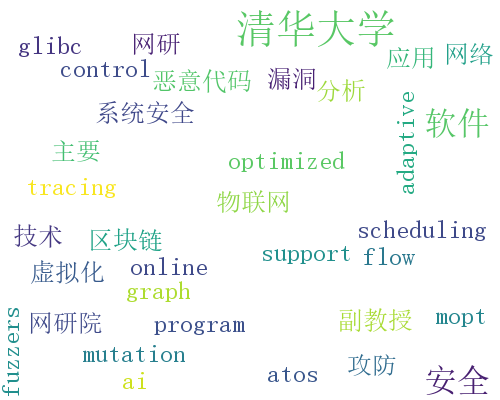 清华大学
glibc
网研
应用
网络
control
恶意代码
漏洞
分析
adaptive
系统安全
软件
主要
optimized
tracing
物联网
技术
区块链
scheduling
support
flow
虚拟化
online
graph
fuzzers
网研院
program
副教授
mopt
mutation
ai
atos
攻防
安全